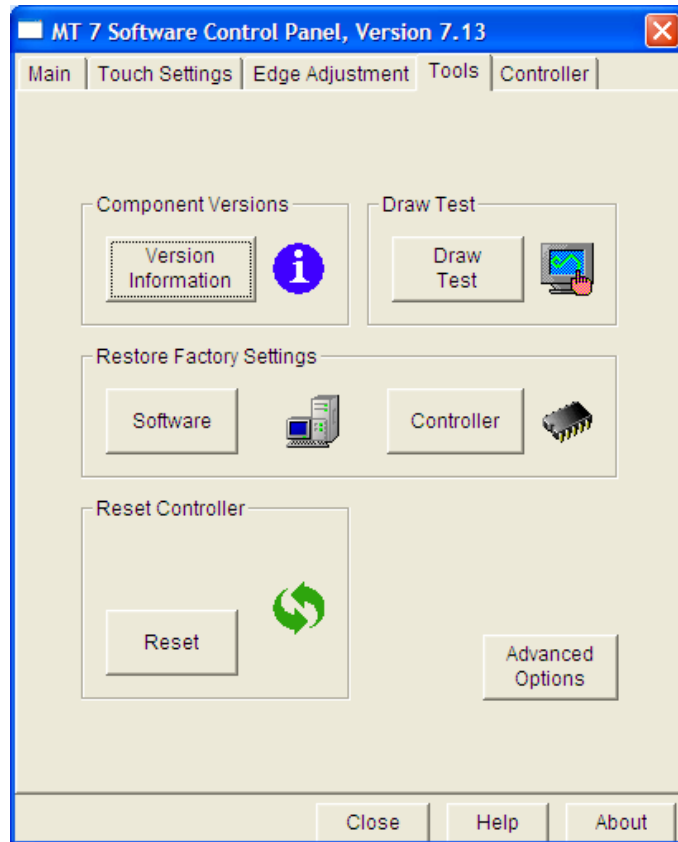 MT 7 Software Control Panel, Version 7.13
Main Touch Settings Edge Adjustment Tools Controller
Component Versions
Version
Information
Draw Test
Draw
Test
Restore Factory Settings
Software
Controller
Reset Controller
Reset
Advanced
Options
Close Help About